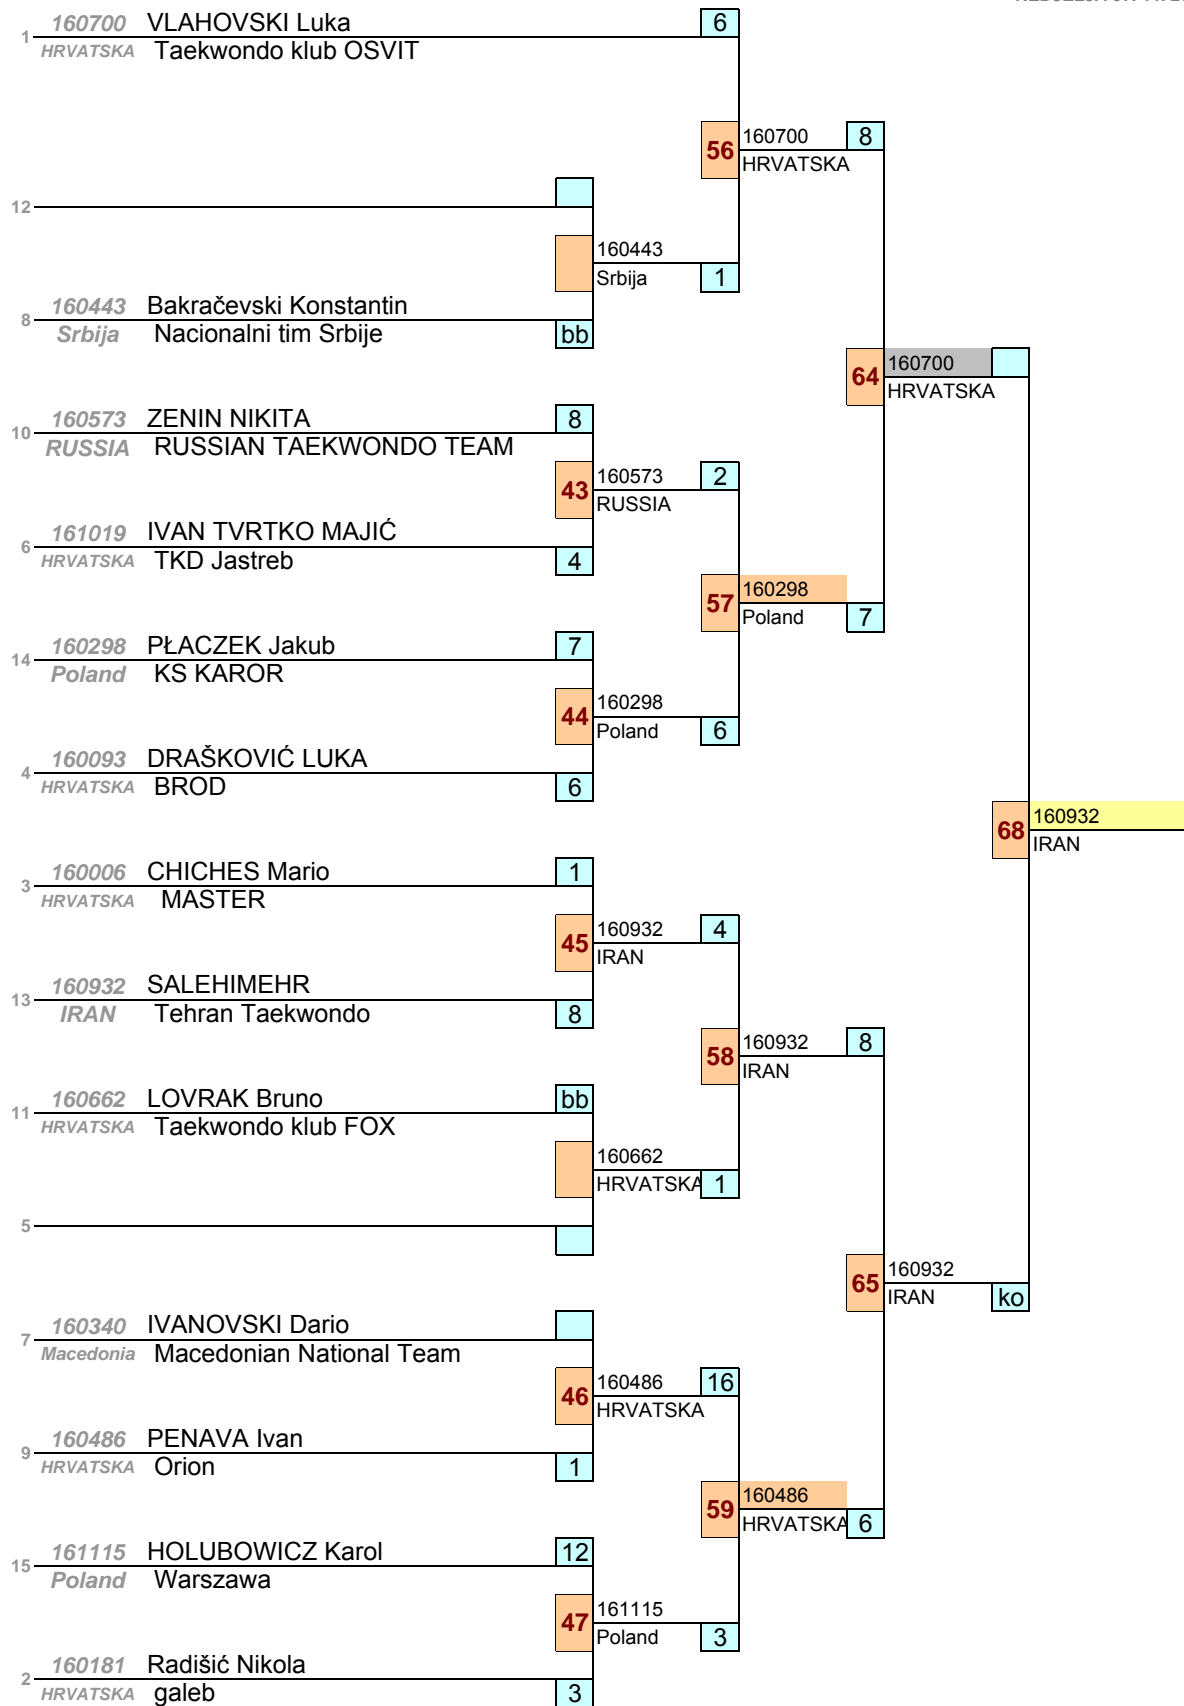 160700 VLAHOVSKI Luka 6
1 HRVATSKA Taekwondo klub OSVIT
56 160700 8
HRVATSKA
12
160443
Srbija 1
160443 Bakračevski Konstantin
8 Srbija Nacionalni tim Srbije bb
64 160700
HRVATSKA
160573 ZENIN NIKITA 8
10 RUSSIA RUSSIAN TAEKWONDO TEAM
43 160573 2
RUSSIA
161019 IVAN TVRTKO MAJIĆ
6 HRVATSKA TKD Jastreb 4
57 160298
Poland 7
160298 PŁACZEK Jakub 7
14 Poland KS KAROR
44 160298
Poland 6
160093 DRAŠKOVIĆ LUKA
4 HRVATSKA BROD 6
68 160932
IRAN
160006 CHICHES Mario 1
3 HRVATSKA MASTER
45 160932 4
IRAN
160932 SALEHIMEHR
13 IRAN Tehran Taekwondo 8
58 160932 8
IRAN
160662 LOVRAK Bruno bb
11 HRVATSKA Taekwondo klub FOX
160662
HRVATSKA 1
5
65 160932
IRAN ko
160340 IVANOVSKI Dario
7 Macedonia Macedonian National Team
46 160486 16
HRVATSKA
160486 PENAVA Ivan
9 HRVATSKA Orion 1
59 160486
HRVATSKA 6
161115 HOLUBOWICZ Karol 12
15 Poland Warszawa
47 161115
Poland 3
160181 Radišić Nikola
2 HRVATSKA galeb 3